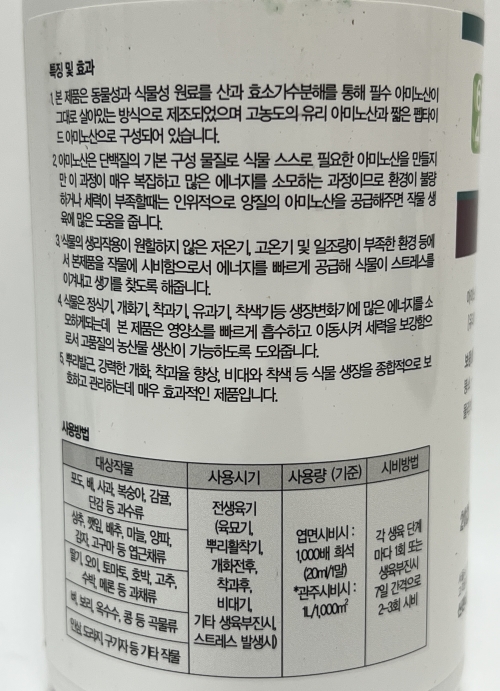 특징 및 효과
1. 본 제품은 동물성과 식물성 원료를 산과 효소가수분해를 통해 필수 아미노산이
그대로 살아있는 방식으로 제조되었으며 고농도의 유리 아미노산과 짧은 펩타이
드 아미노산으로 구성되어 있습니다.
2. 아미노산은 단백질의 기본 구성 물질로 식물 스스로 필요한 아미노산을 만들지
만 이 과정이 매우 복잡하고 많은 에너지를 소모하는 과정이므로 환경이 불량
하거나 세력이 부족할때는 인위적으로 양질의 아미노산을 공급해주면 작물 생
육에 많은 도움을 줍니다.
3. 식물의 생리작용이 원할하지 않은 저온기, 고온기 및 일조량이 부족한 환경 등에
서 본제품을 작물에 시비함으로서 에너지를 빠르게 공급해 식물이 스트레스를
이겨내고 생기를 찾도록 해줍니다.
4. 식물은 정식기, 개화기, 착과기, 유과기, 착색기등 생장변화기에 많은 에너지를 소
모하게되는데 본 제품은 영양소를 빠르게 흡수하고 이동시켜 세력을 보강함으
로서 고품질의 농산물 생산이 가능하도록 도와줍니다.
5. 뿌리발근, 강력한 개화, 착과율 향상, 비대와 착색 등 식물 생장을 종합적으로 보
호하고 관리하는데 매우 효과적인 제품입니다.
사용방법
대상작물 사용시기 사용량 (기준) 시비방법
포도, 배, 사과, 복숭아, 감귤,
단감 등 과수류
상추, 깻잎, 배추, 마늘, 양파,
감자, 고구마 등 엽근채류
딸기, 오이, 토마토, 호박, 고추,
수박, 메론 등 과채류
벼, 보리, 옥수수, 콩 등 곡물류
인삼, 도라지, 구기자 등 기타 작물
전생육기
(육묘기,
뿌리활착기,
개화전후,
착과후,
비대기,
기타 생육부진시,
스트레스 발생시)
엽면시비시 :
1,000배 희석
(20ml/1말)
*관주시비시 :
1L/1,000㎡
각 생육 단계
마다 1회 또는
생육부진시
7일 간격으로
2~3회 시비